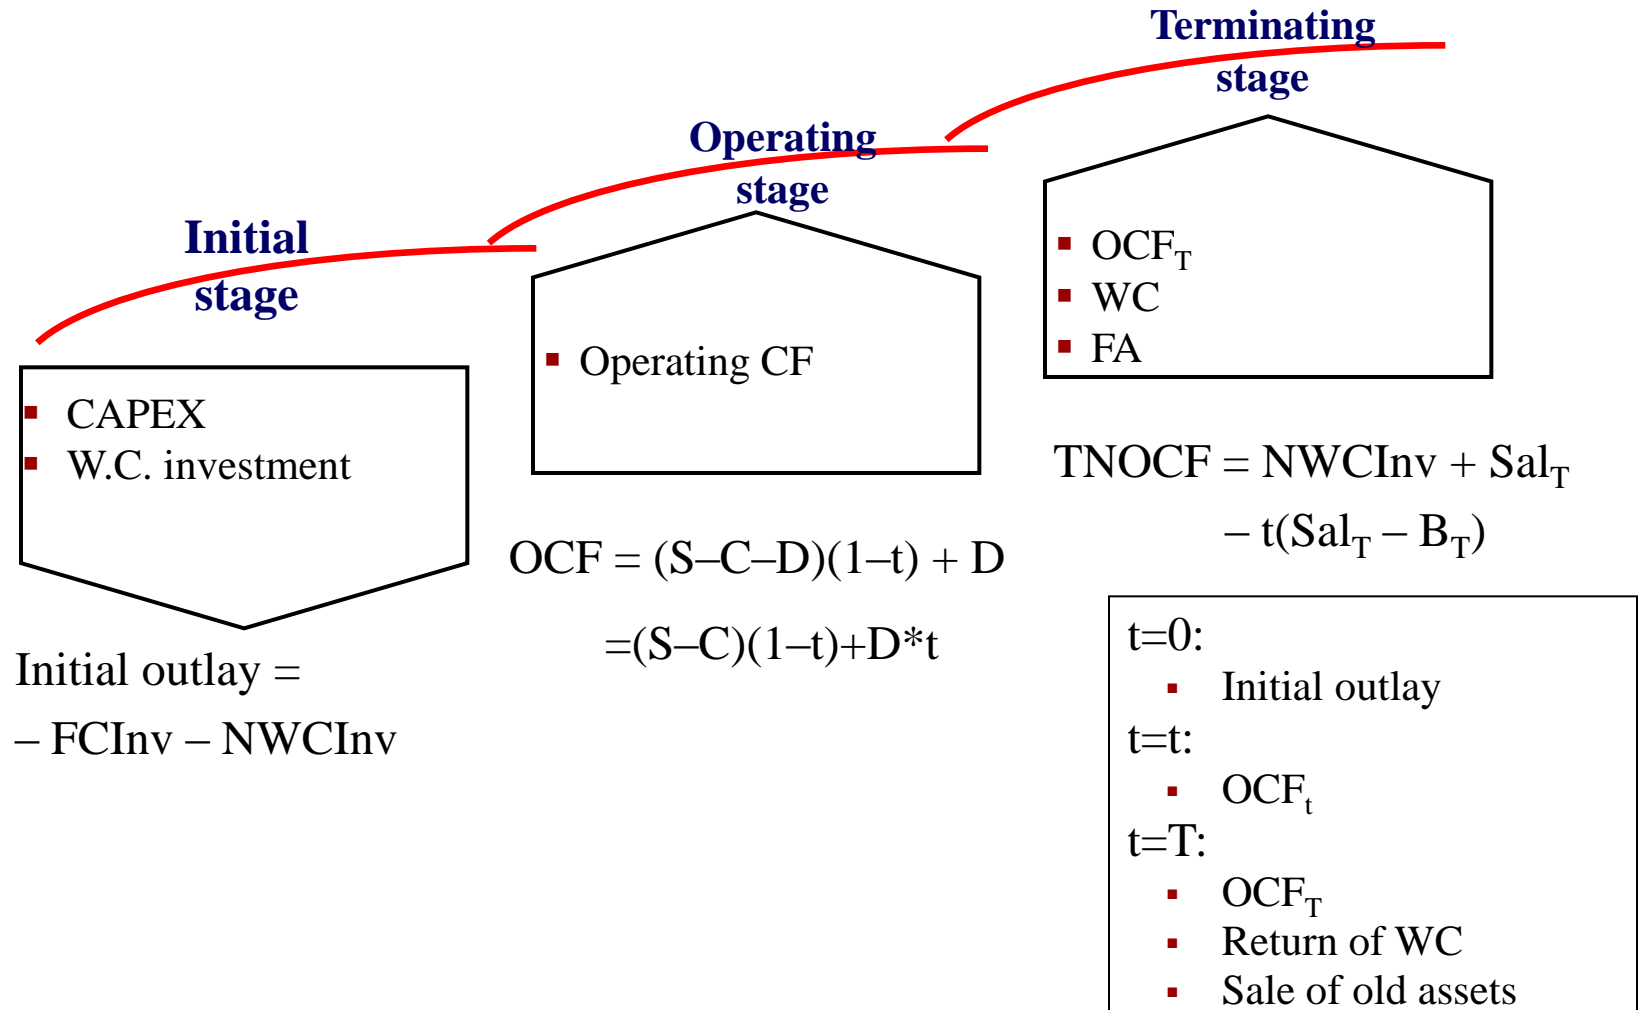 Initial
stage
▪ CAPEX
▪ W.C. investment
Initial outlay =
– FCInv – NWCInv
Operating
stage
▪ Operating CF
OCF = (S–C–D)(1–t) + D
=(S–C)(1–t)+D*t
Terminating
stage
▪ OCF_T
▪ WC
▪ FA
TNOCF = NWCInv + Sal_T
– t(Sal_T – B_T)
t=0:
▪ Initial outlay
t=t:
▪ OCF_t
t=T:
▪ OCF_T
▪ Return of WC
▪ Sale of old assets